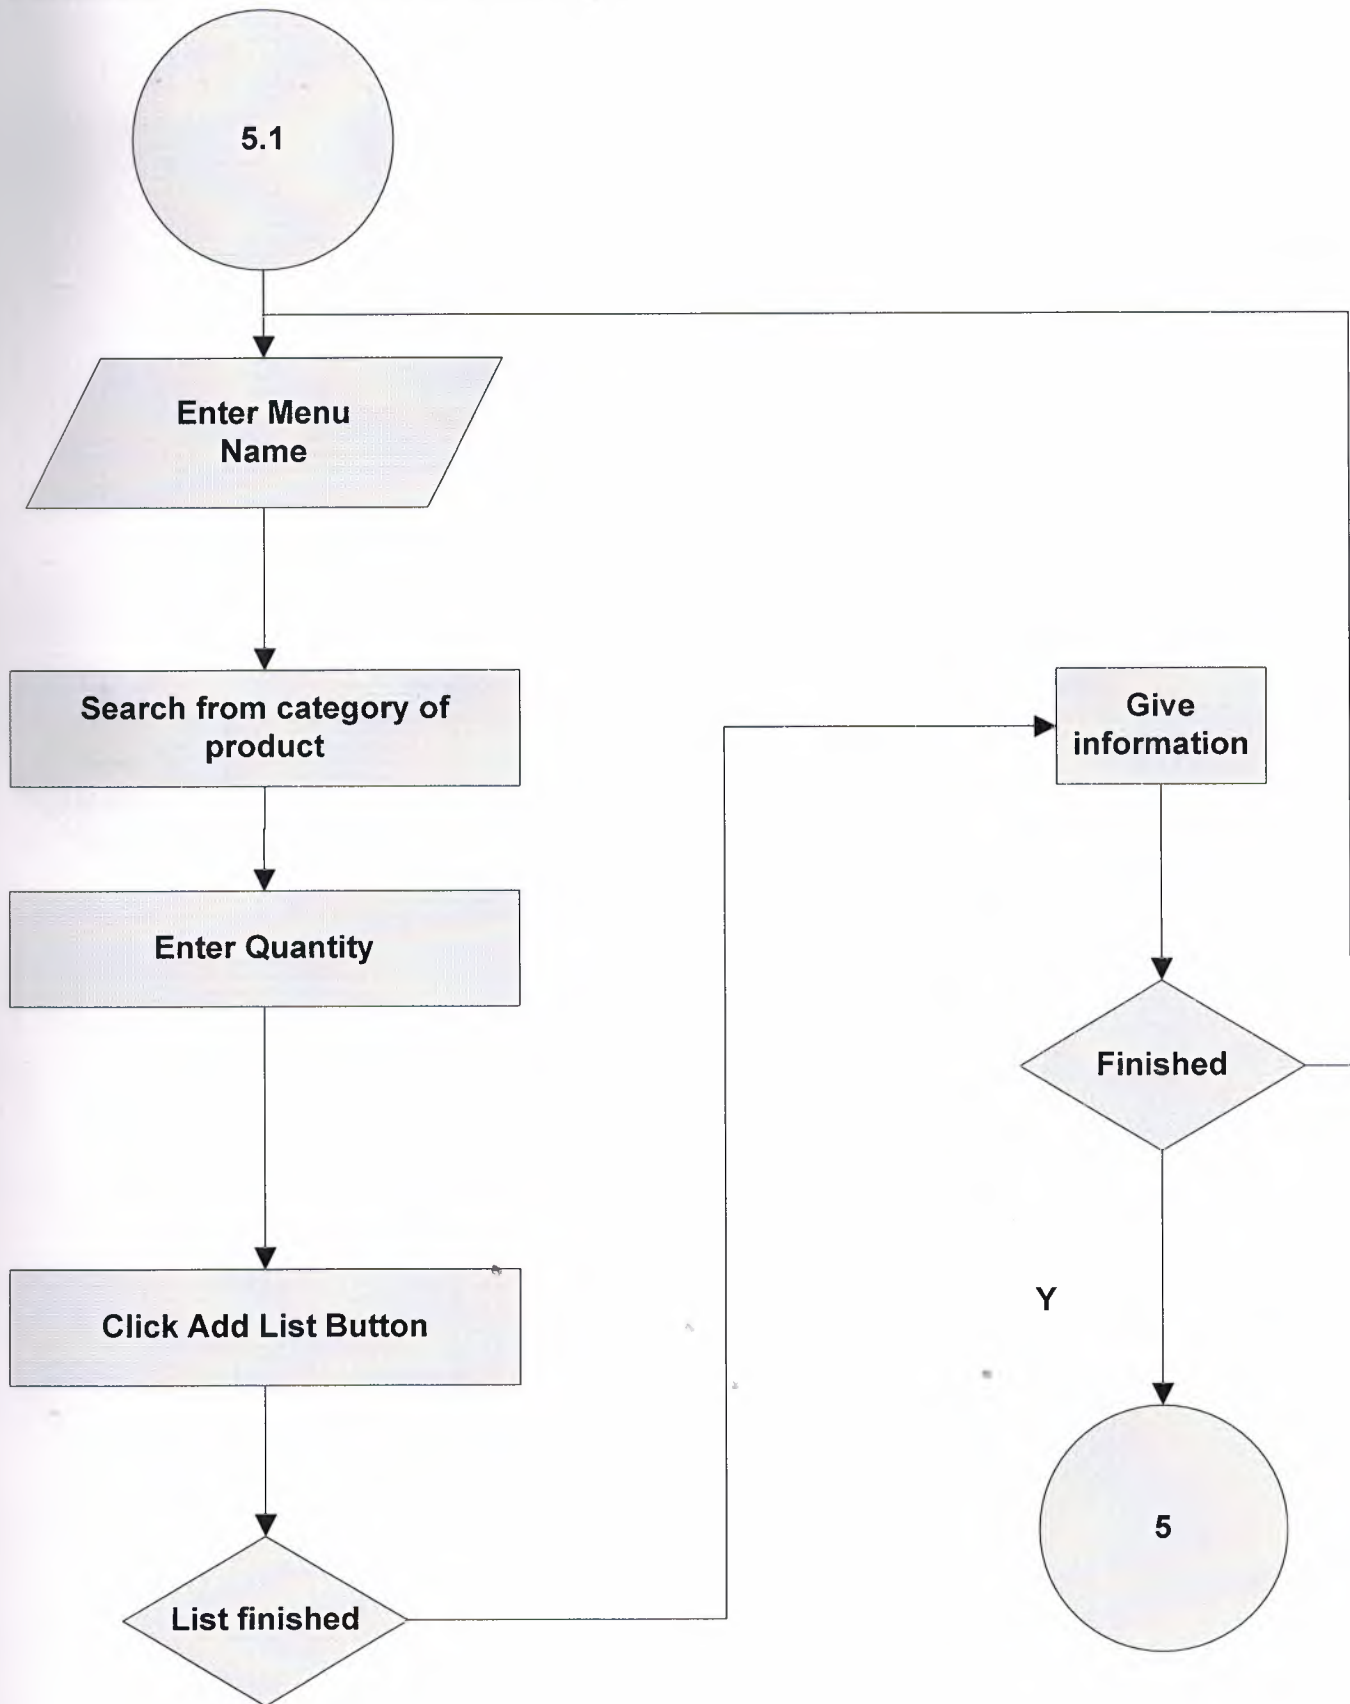 5.1
Enter Menu
Name
Search from category of
product
Enter Quantity
Click Add List Button
List finished
Give
information
Finished
Y
5